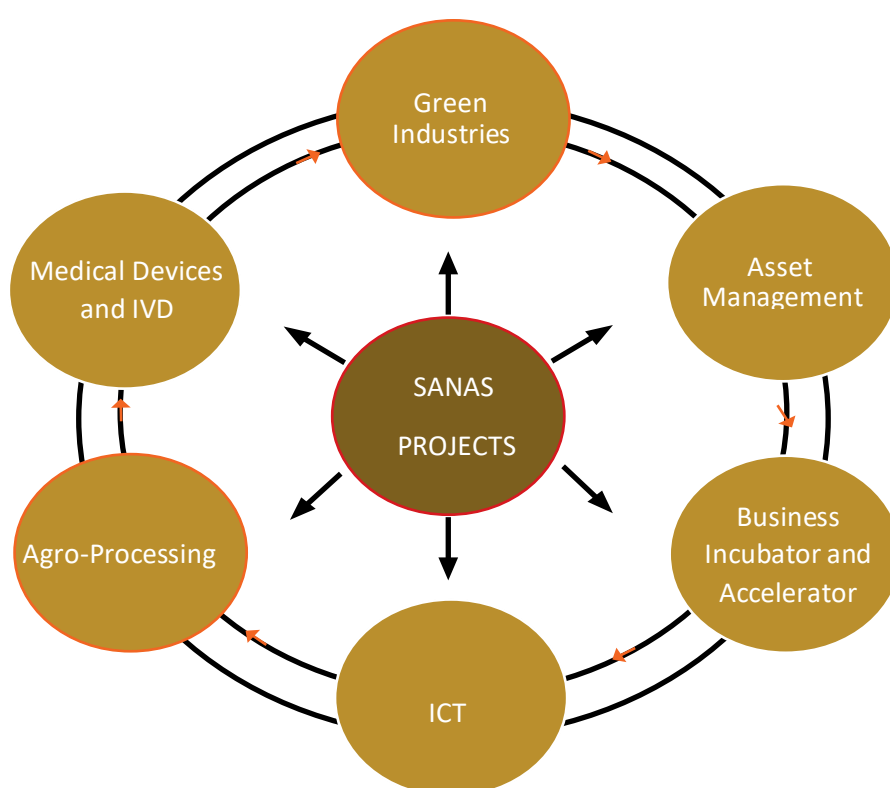 Green
Industries
Medical Devices
and IVD
Asset
Management
SANAS
PROJECTS
Agro-Processing
Business
Incubator and
Accelerator
ICT